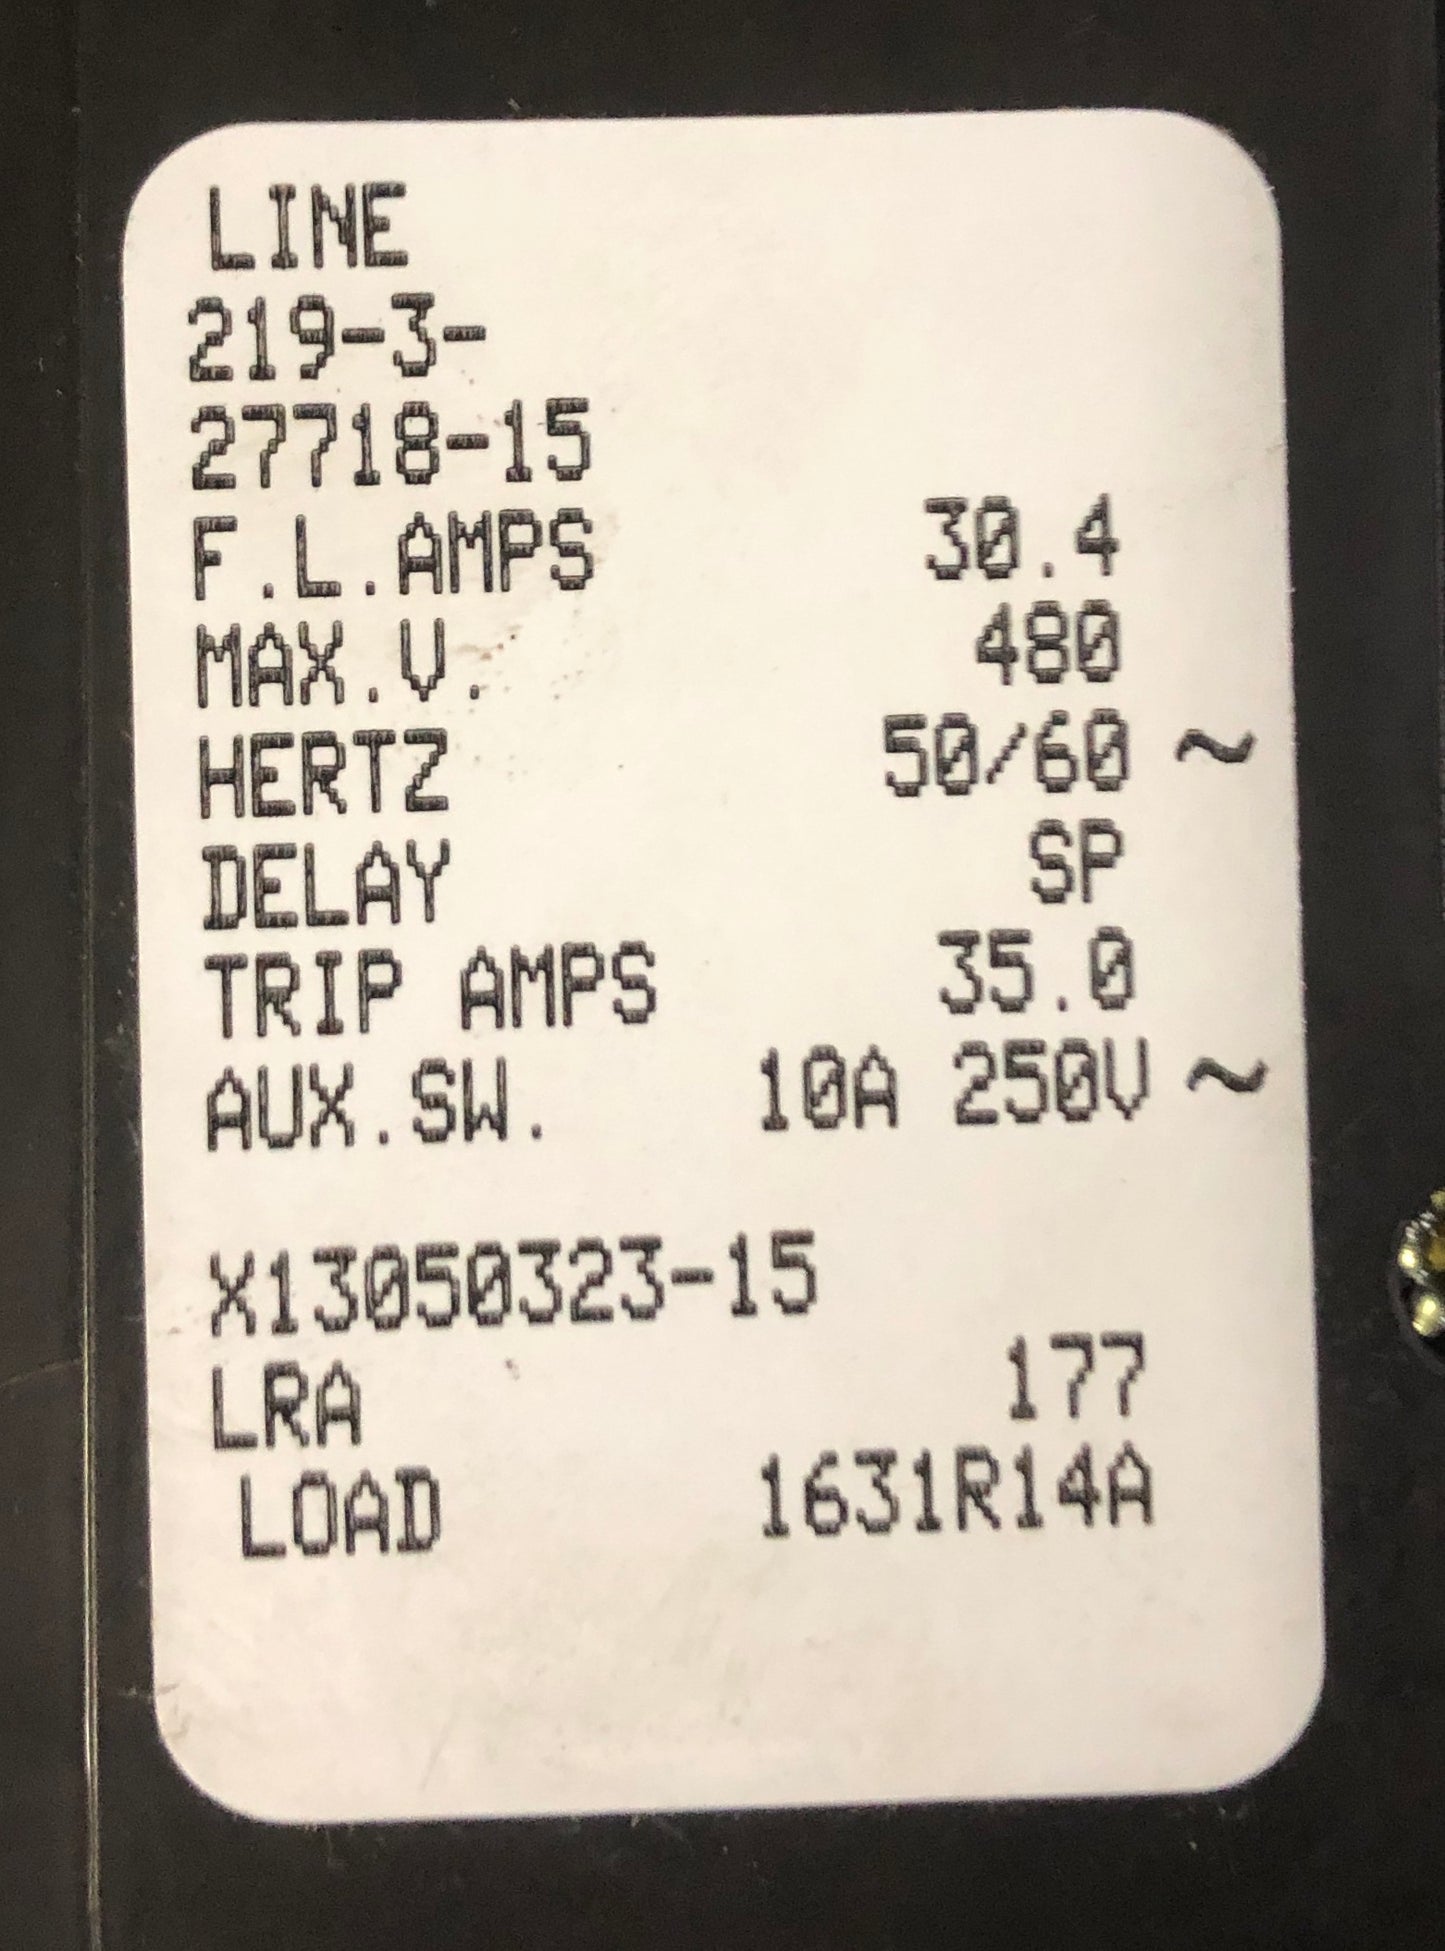 LINE
219-3-
27718-15
F.L.AMPS 30.4
MAX.V. 480
HERTZ 50/60 ~
DELAY SP
TRIP AMPS 35.0
AUX.SW. 10A 250V ~
X13050323-15
LRA 177
LOAD 1631R14A